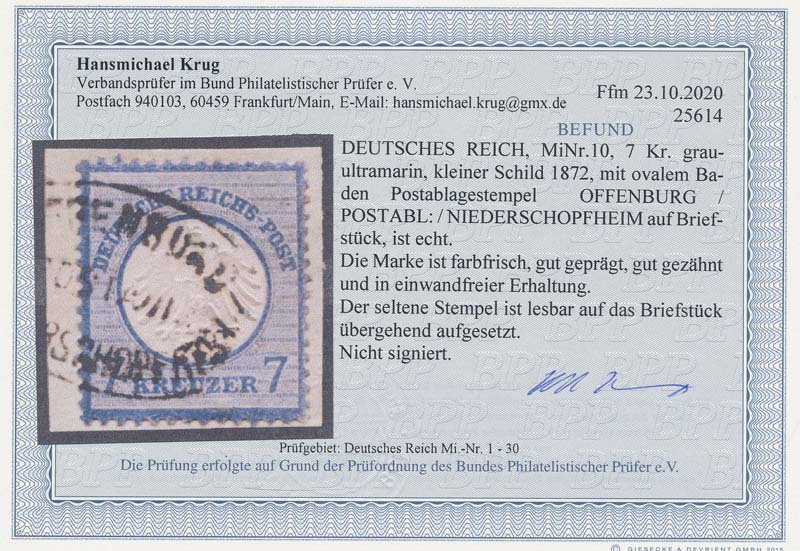 Hansmichael Krug
Verbandsprüfer im Bund Philatelistischer Prüfer e. V.
Postfach 940103, 60459 Frankfurt/Main, E-Mail: hansmichael.krug@gmx.de
Ffm 23.10.2020
25614
BEFUND
DEUTSCHES REICH, MiNr.10, 7 Kr. grau-
ultramarin, kleiner Schild 1872, mit ovalem Ba-
den Postablagestempel OFFENBURG /
POSTABL: / NIEDERSCHOPFHEIM auf Brief-
stück, ist echt.
Die Marke ist farbfrisch, gut geprägt, gut gezähnt
und in einwandfreier Erhaltung.
Der seltene Stempel ist lesbar auf das Briefstück
übergehend aufgesetzt.
Nicht signiert.
DEUTSCHE REICHS-POST
7 KREUZER 7
Prüfgebiet: Deutsches Reich Mi.-Nr. 1 - 30
Die Prüfung erfolgte auf Grund der Prüfordnung des Bundes Philatelistischer Prüfer e.V.
BPP
© GIESECKE & DEVRIENT GMBH 2015